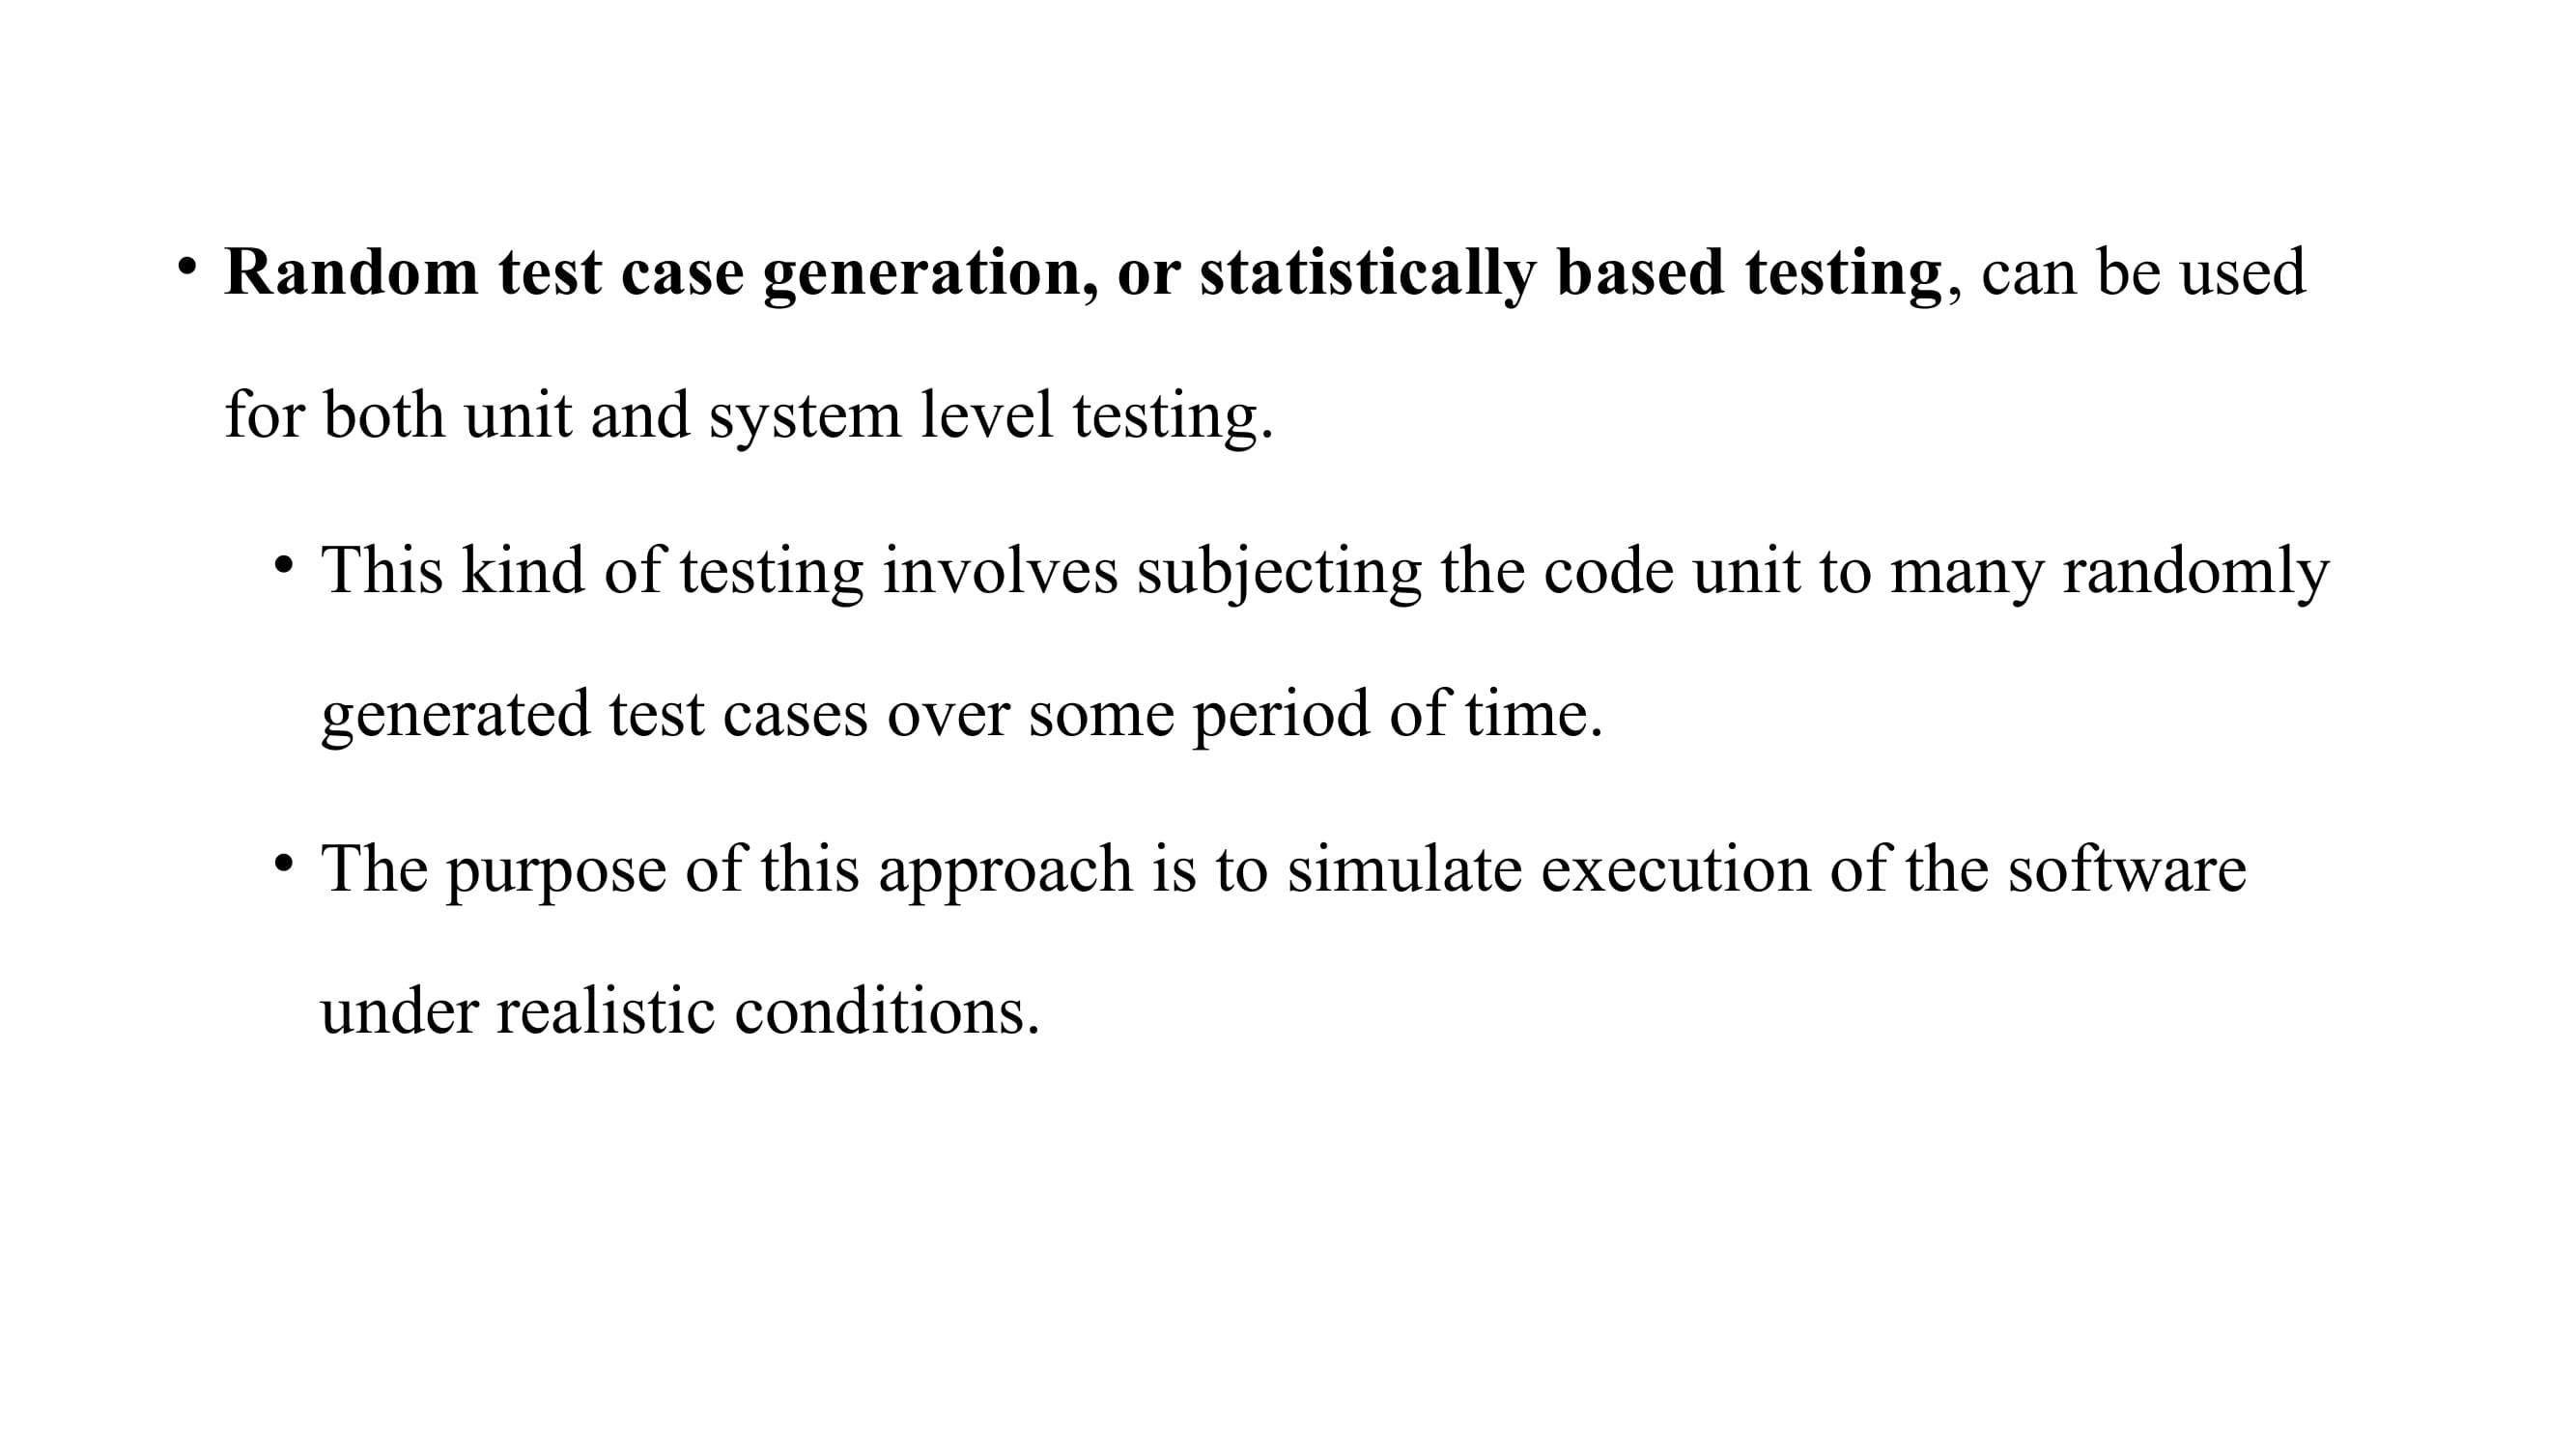 • Random test case generation, or statistically based testing, can be used
for both unit and system level testing.
• This kind of testing involves subjecting the code unit to many randomly
generated test cases over some period of time.
• The purpose of this approach is to simulate execution of the software
under realistic conditions.